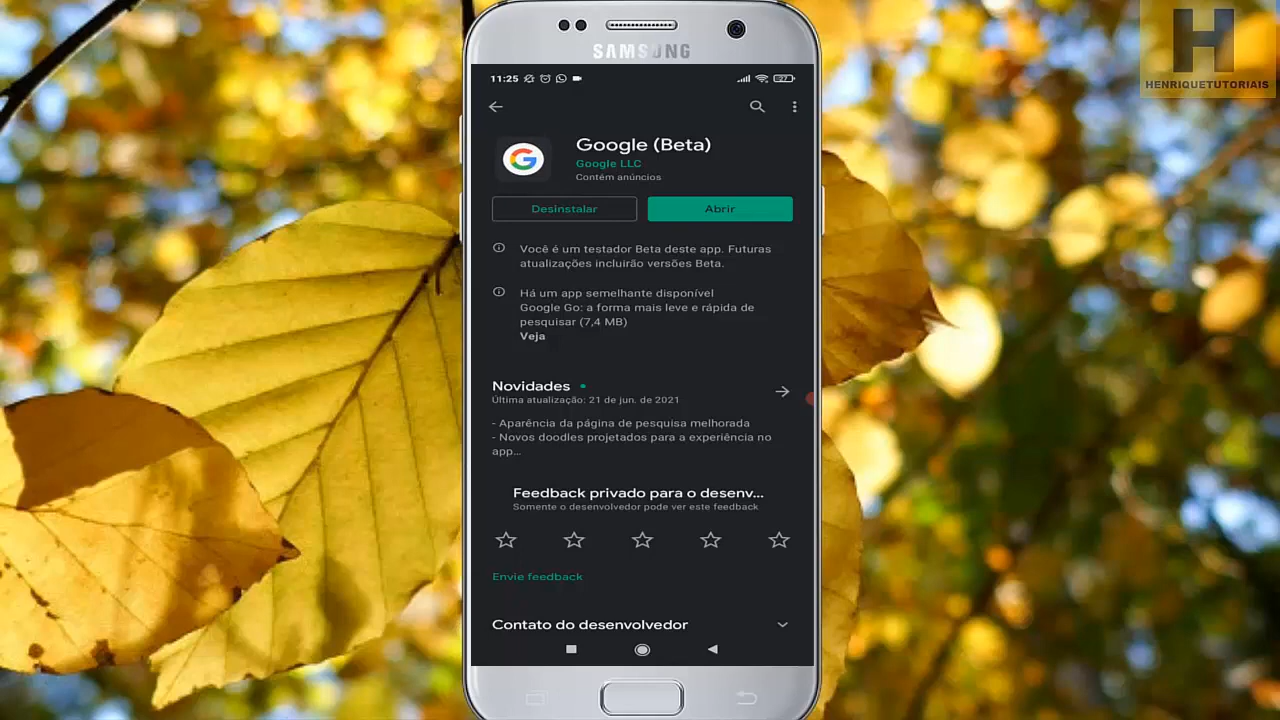 SAMSUNG
H
HENRIQUETUTORIAIS
11:25
Google (Beta)
Google LLC
Contém anúncios
Desinstalar
Abrir
Você é um testador Beta deste app. Futuras
atualizações incluirão versões Beta.
Há um app semelhante disponível
Google Go: a forma mais leve e rápida de
pesquisar (7,4 MB)
Veja
Novidades
Última atualização: 21 de jun. de 2021
- Aparência da página de pesquisa melhorada
- Novos doodles projetados para a experiência no
app...
Feedback privado para o desenv...
Somente o desenvolvedor pode ver este feedback
Envie feedback
Contato do desenvolvedor